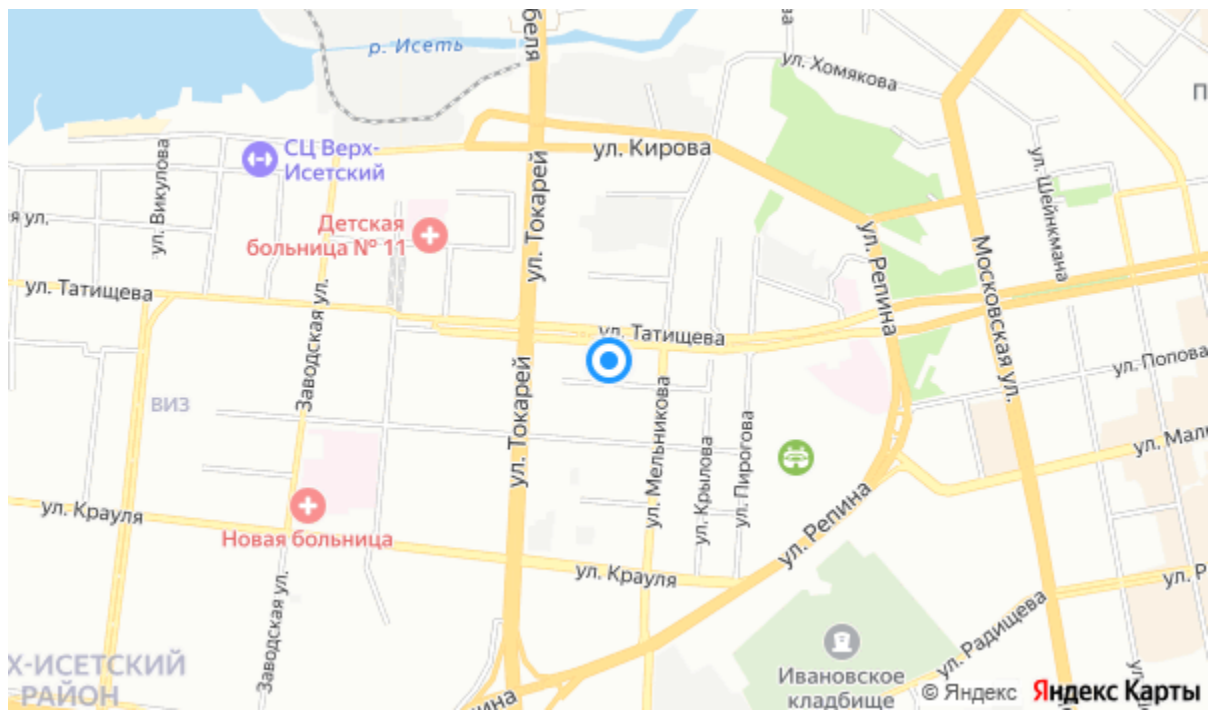 беля
р. Исеть
ул. Хомякова
П
СЦ Верх-
Исетский
ул. Кирова
ул. Викулова
ул. Токарей
ул. Шейнкмана
Детская
больница № 11
ая ул.
ул. Репина
Московская ул.
ул. Татищева
ул. Татищева
Заводская ул.
ул. Попова
ВИЗ
ул. Токарей
ул. Мельникова
ул. Крылова
ул. Пирогова
ул. Мал
ул. Крауля
Новая больница
ул. Репина
ул. Крауля
Заводская ул.
ул. Р
ул. Радищева
Х-ИСЕТСКИЙ
РАЙОН
Ивановское
кладбище
ина
ул.
© Яндекс Яндекс Карты